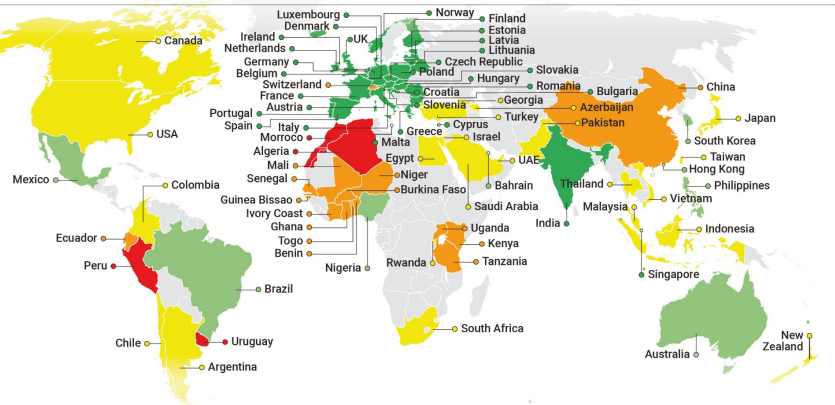 Canada
USA
Mexico
Colombia
Ecuador
Peru
Brazil
Chile
Uruguay
Argentina
Luxembourg
Denmark
Ireland
Netherlands
Germany
Belgium
Switzerland
France
Austria
Portugal
Spain
Italy
Moroco
Algeria
Mali
Senegal
Guinea Bissao
Ivory Coast
Ghana
Togo
Benin
Nigeria
UK
Norway
Finland
Estonia
Latvia
Lithuania
Czech Republic
Poland
Slovakia
Hungary
Romania
Bulgaria
Croatia
Slovenia
Georgia
Azerbaijan
Turkey
Pakistan
Cyprus
Greece
Israel
Malta
Egypt
UAE
Niger
Burkina Faso
Bahrain
Saudi Arabia
Uganda
Kenya
Rwanda
Tanzania
South Africa
India
China
Japan
South Korea
Taiwan
Hong Kong
Thailand
Philippines
Vietnam
Malaysia
Indonesia
Singapore
Australia
New
Zealand